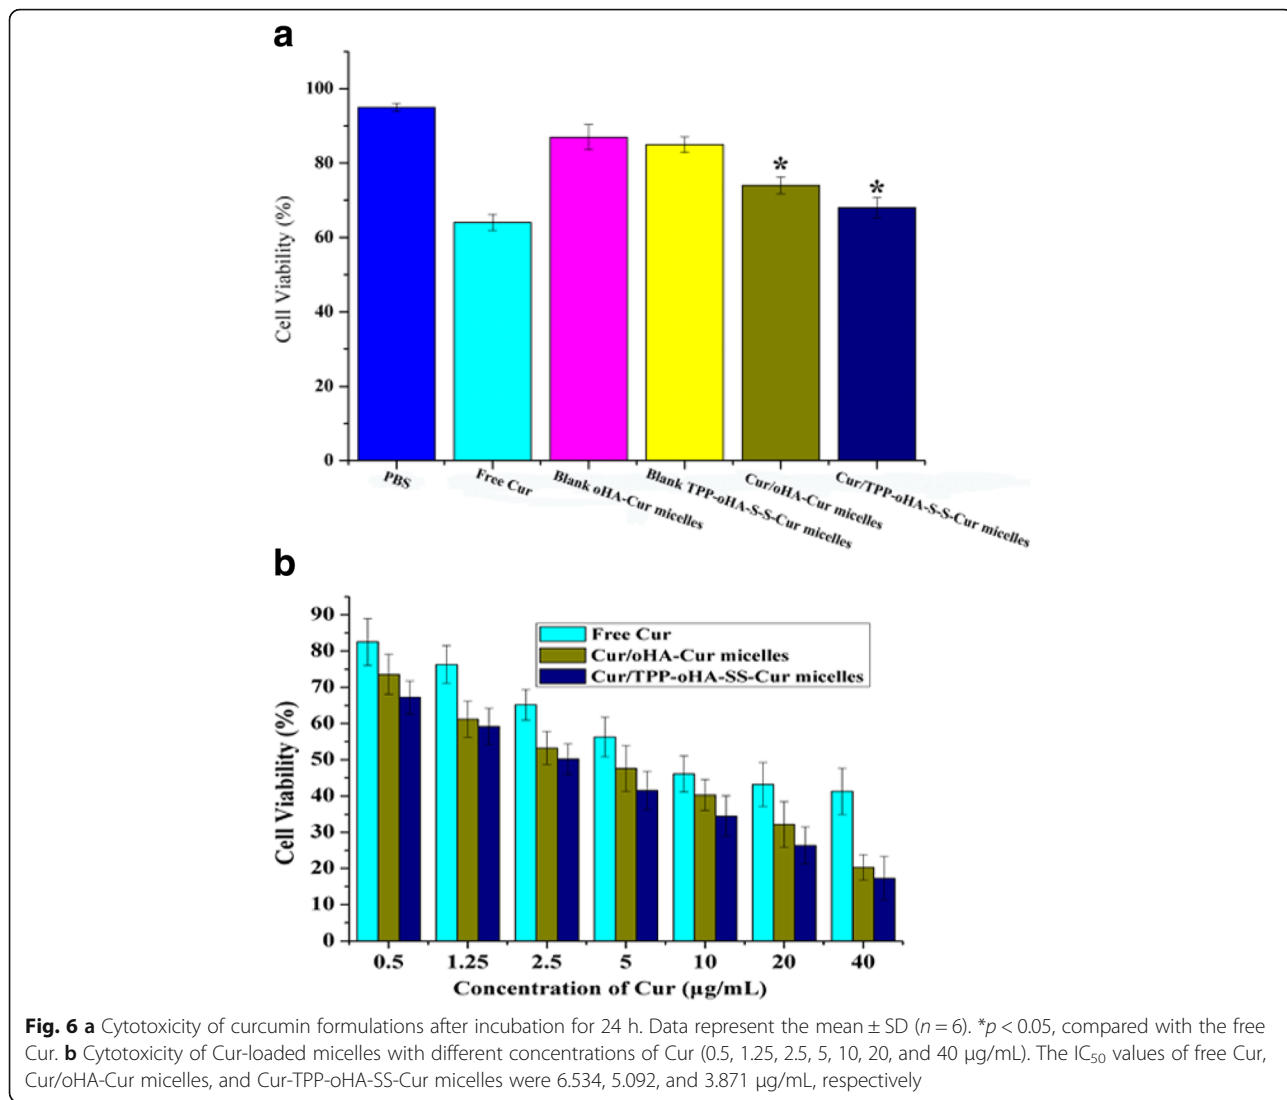 a
100
80
60
40
20
0
Cell Viability (%)
*
*
PBS
Free Cur
Blank oHA-Cur micelles
Blank TPP-oHA-S-S-Cur micelles
Cur/oHA-Cur micelles
Cur/TPP-oHA-S-S-Cur micelles
b
90
80
70
60
50
40
30
20
10
0
Cell Viability (%)
Free Cur
Cur/oHA-Cur micelles
Cur/TPP-oHA-SS-Cur micelles
0.5 1.25 2.5 5 10 20 40
Concentration of Cur (µg/mL)
Fig. 6 a Cytotoxicity of curcumin formulations after incubation for 24 h. Data represent the mean ± SD (n = 6). *p < 0.05, compared with the free
Cur. b Cytotoxicity of Cur-loaded micelles with different concentrations of Cur (0.5, 1.25, 2.5, 5, 10, 20, and 40 µg/mL). The IC50 values of free Cur,
Cur/oHA-Cur micelles, and Cur-TPP-oHA-SS-Cur micelles were 6.534, 5.092, and 3.871 µg/mL, respectively